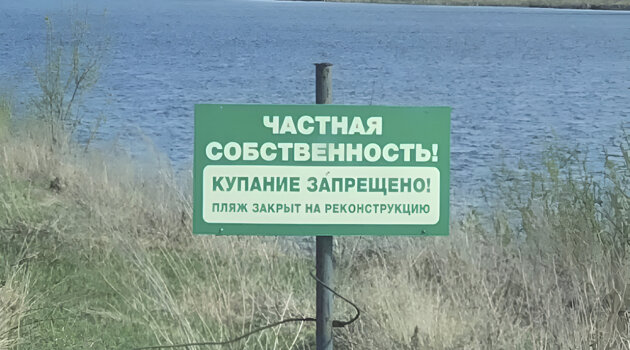 ЧАСТНАЯ
СОБСТВЕННОСТЬ!
КУПАНИЕ ЗАПРЕЩЕНО!
ПЛЯЖ ЗАКРЫТ НА РЕКОНСТРУКЦИЮ